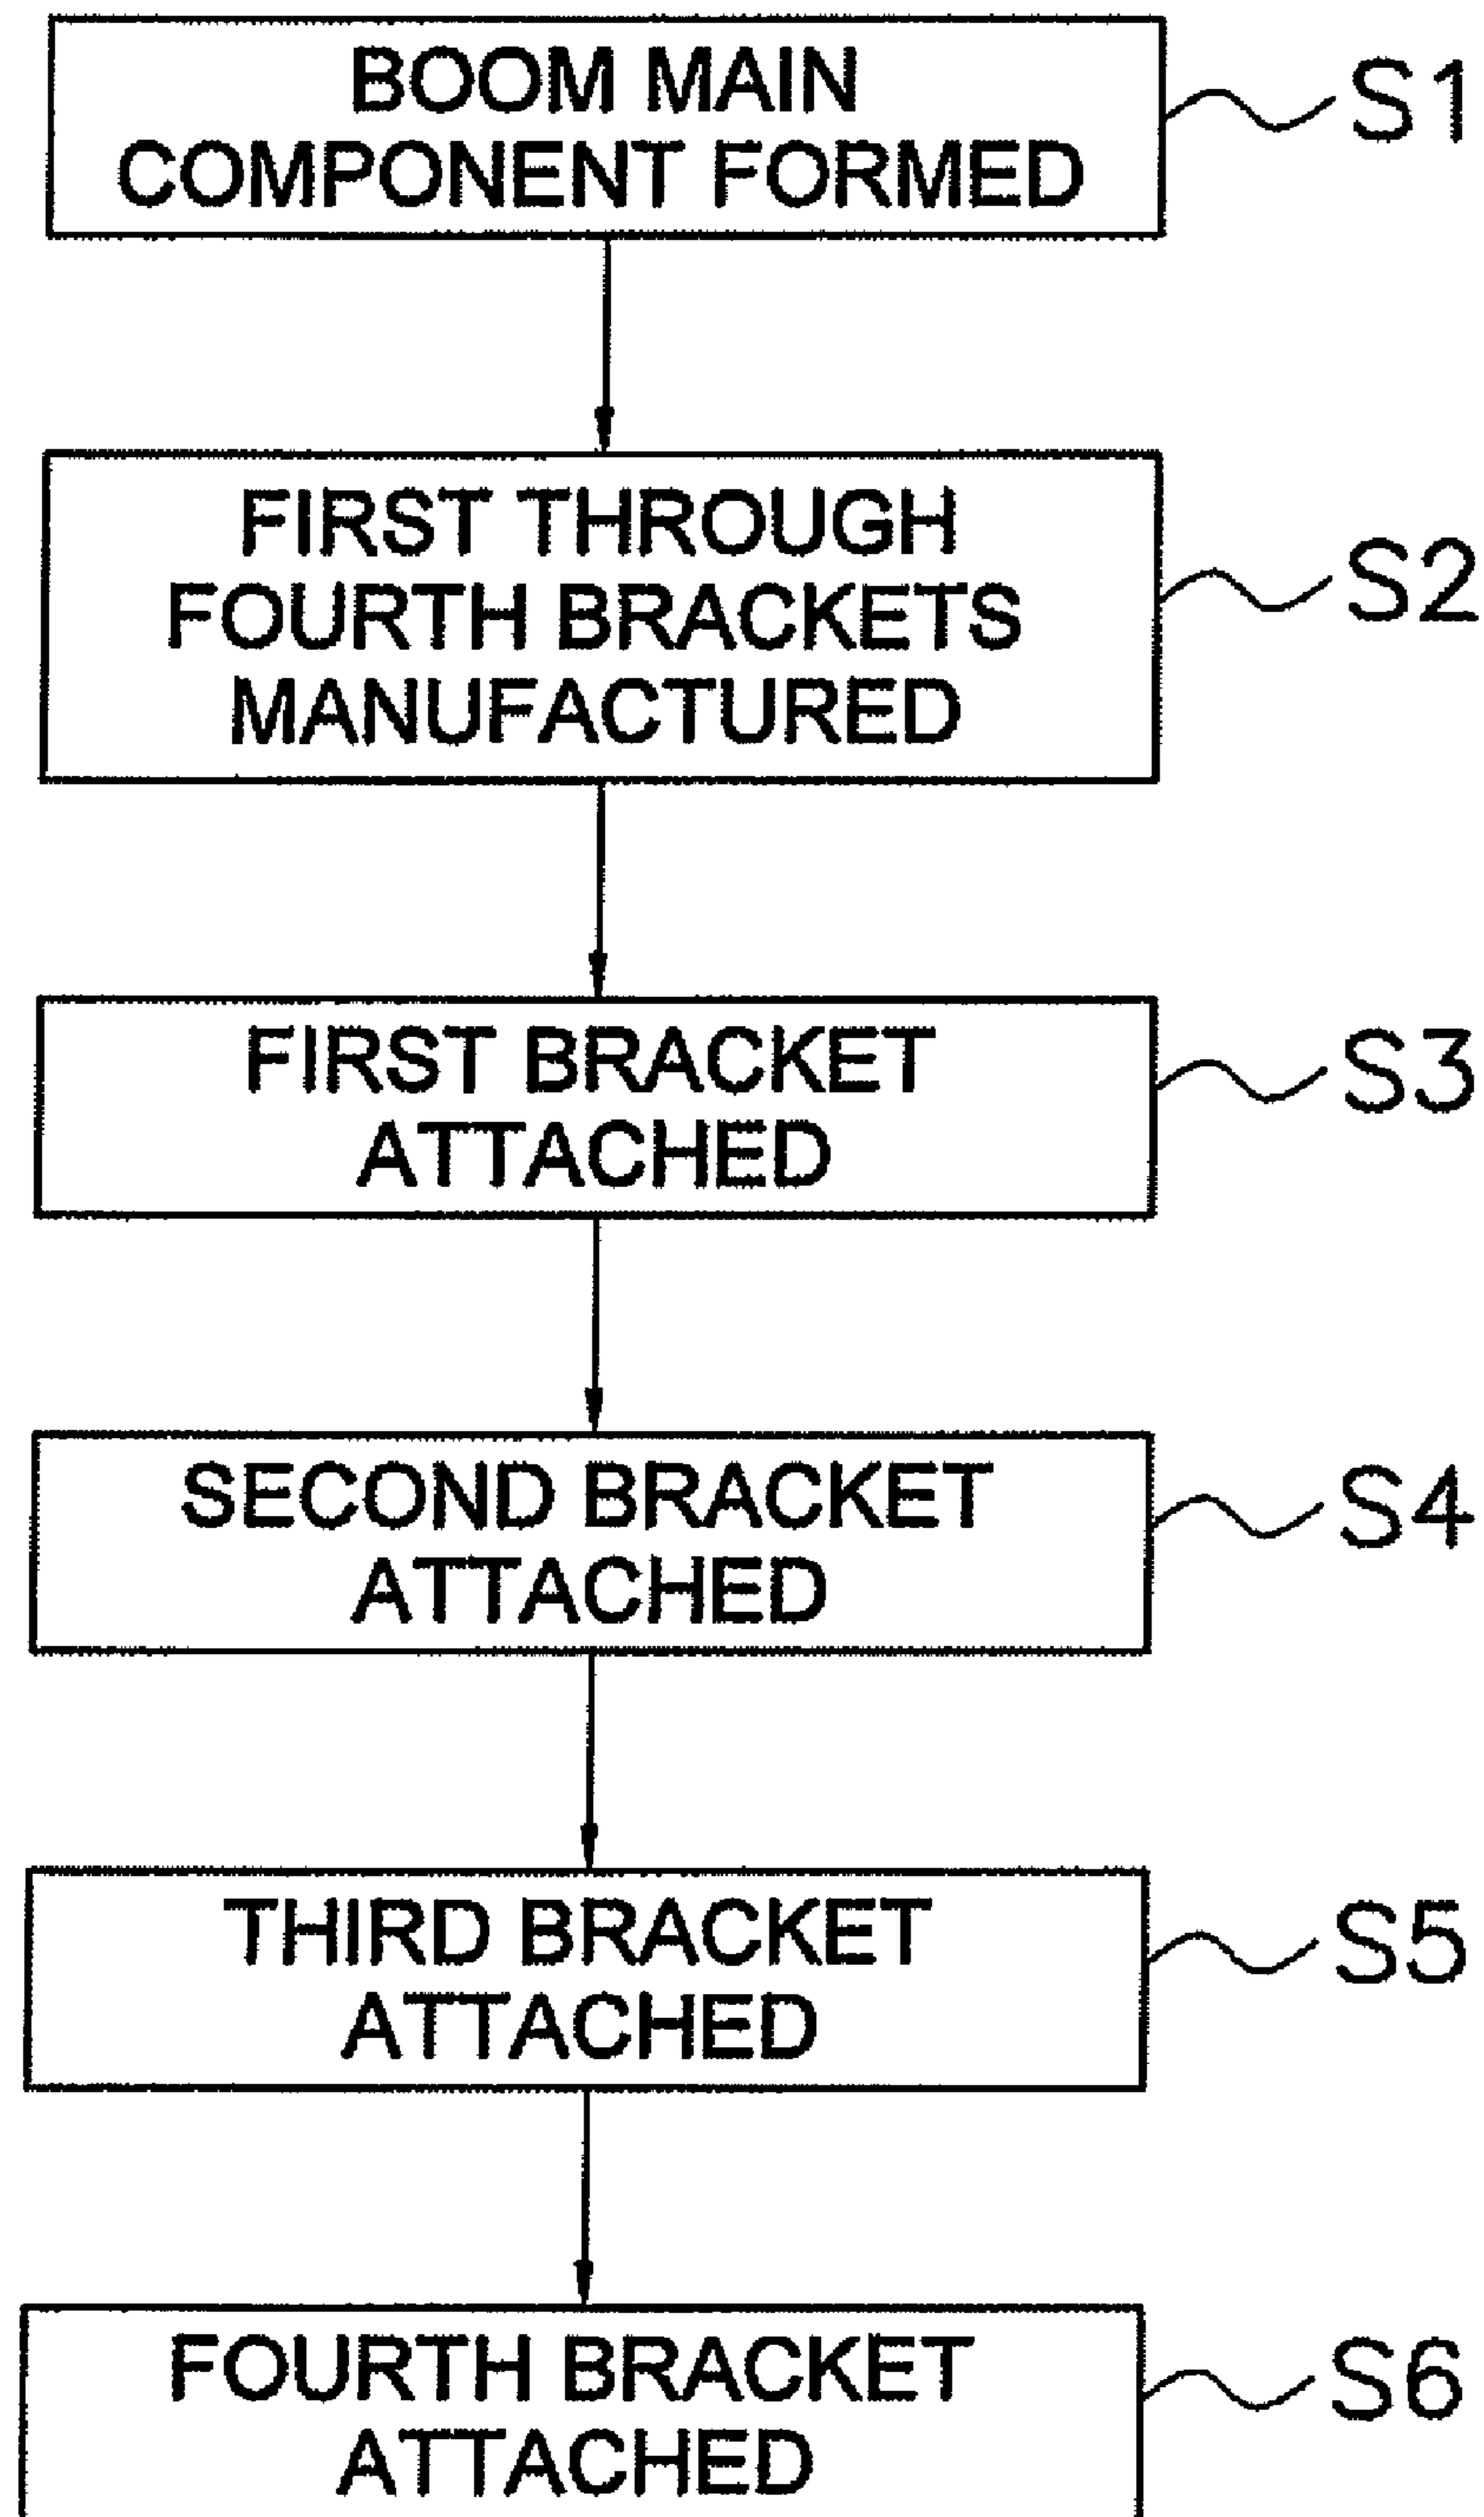 BOOM MAIN
COMPONENT FORMED
S1
FIRST THROUGH
FOURTH BRACKETS
MANUFACTURED
S2
FIRST BRACKET
ATTACHED
S3
SECOND BRACKET
ATTACHED
S4
THIRD BRACKET
ATTACHED
S5
FOURTH BRACKET
ATTACHED
S6